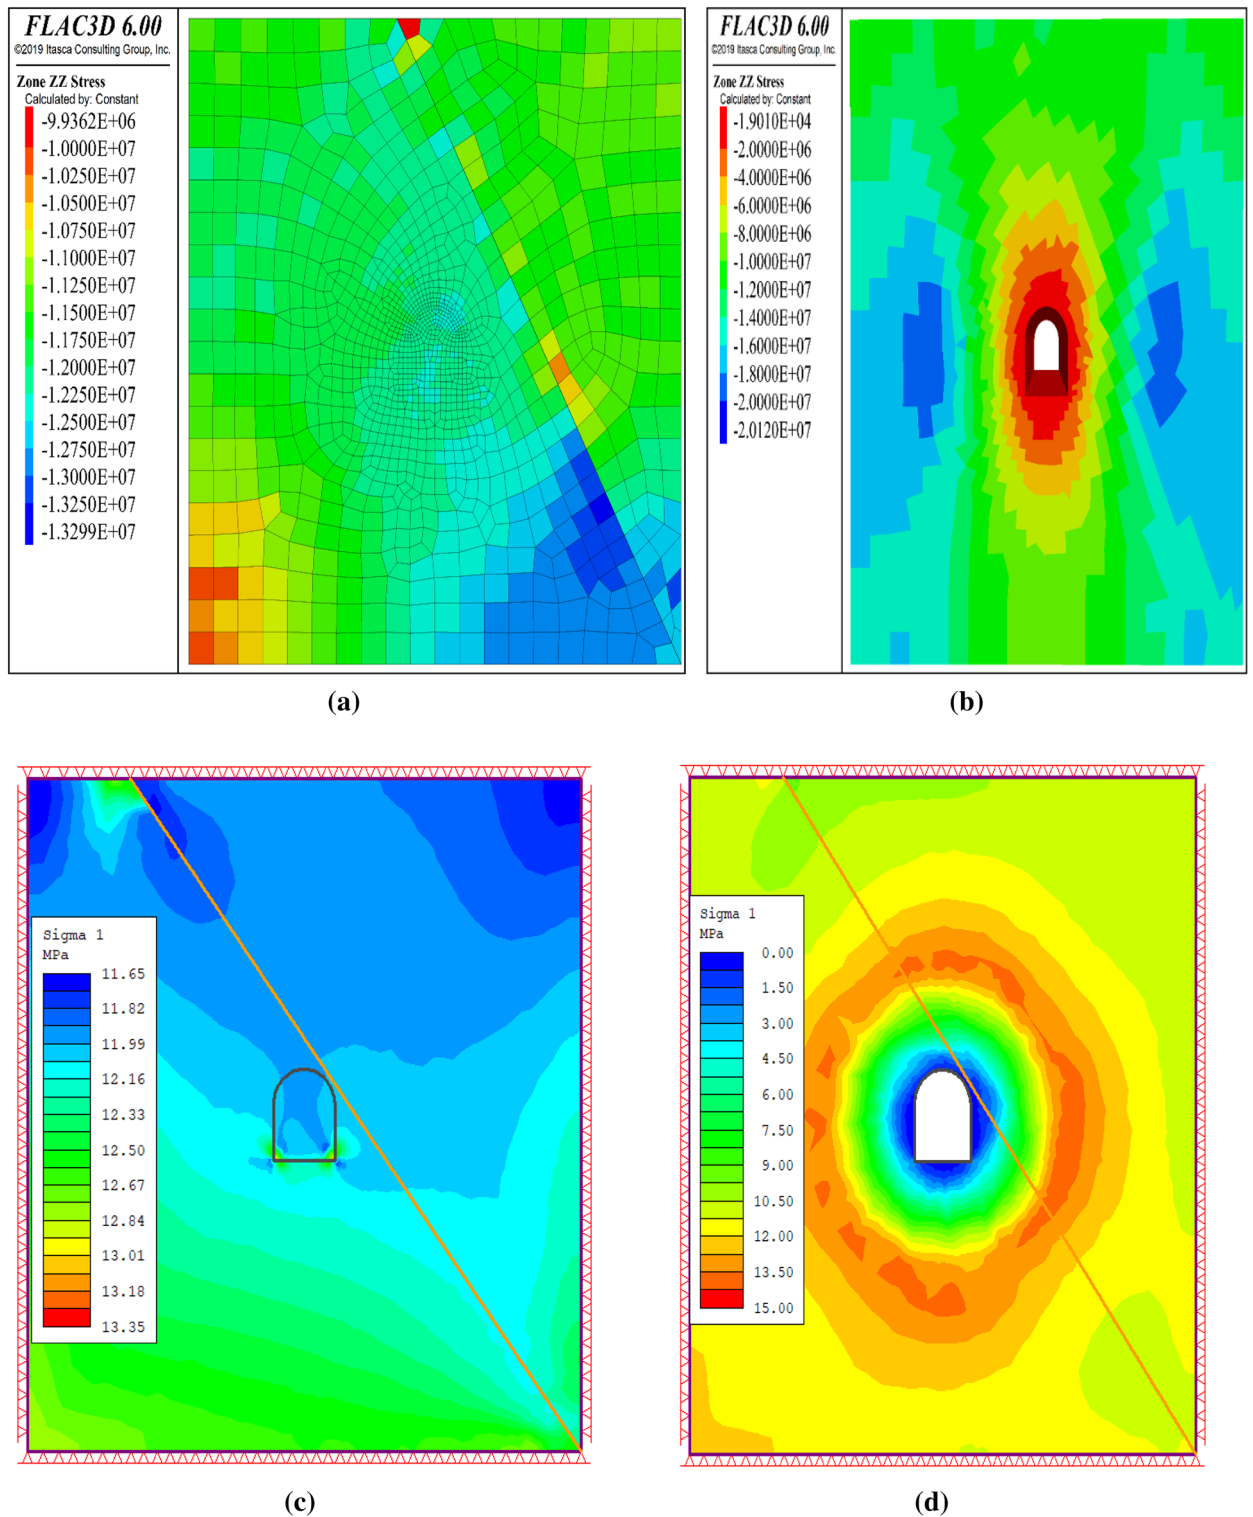 FLAC3D 6.00
©2019 Itasca Consulting Group, Inc.
Zone ZZ Stress
Calculated by: Constant
-9.9362E+06
-1.0000E+07
-1.0250E+07
-1.0500E+07
-1.0750E+07
-1.1000E+07
-1.1250E+07
-1.1500E+07
-1.1750E+07
-1.2000E+07
-1.2250E+07
-1.2500E+07
-1.2750E+07
-1.3000E+07
-1.3250E+07
-1.3299E+07
(a)
FLAC3D 6.00
©2019 Itasca Consulting Group, Inc.
Zone ZZ Stress
Calculated by: Constant
-1.9010E+04
-2.0000E+06
-4.0000E+06
-6.0000E+06
-8.0000E+06
-1.0000E+07
-1.2000E+07
-1.4000E+07
-1.6000E+07
-1.8000E+07
-2.0000E+07
-2.0120E+07
(b)
Sigma 1
MPa
11.65
11.82
11.99
12.16
12.33
12.50
12.67
12.84
13.01
13.18
13.35
(c)
Sigma 1
MPa
0.00
1.50
3.00
4.50
6.00
7.50
9.00
10.50
12.00
13.50
15.00
(d)